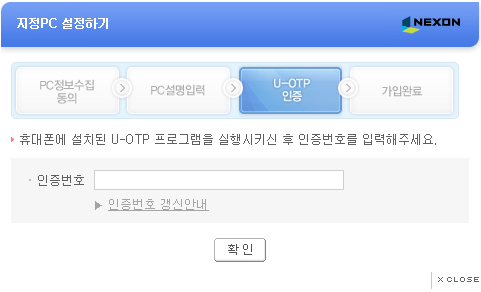 지정PC 설정하기
NEXON
PC정보수집
동의
PC설명입력
U-OTP
인증
가입완료
휴대폰에 설치된 U-OTP 프로그램을 실행시키신 후 인증번호를 입력해주세요.
· 인증번호
인증번호 갱신안내
확인
X CLOSE